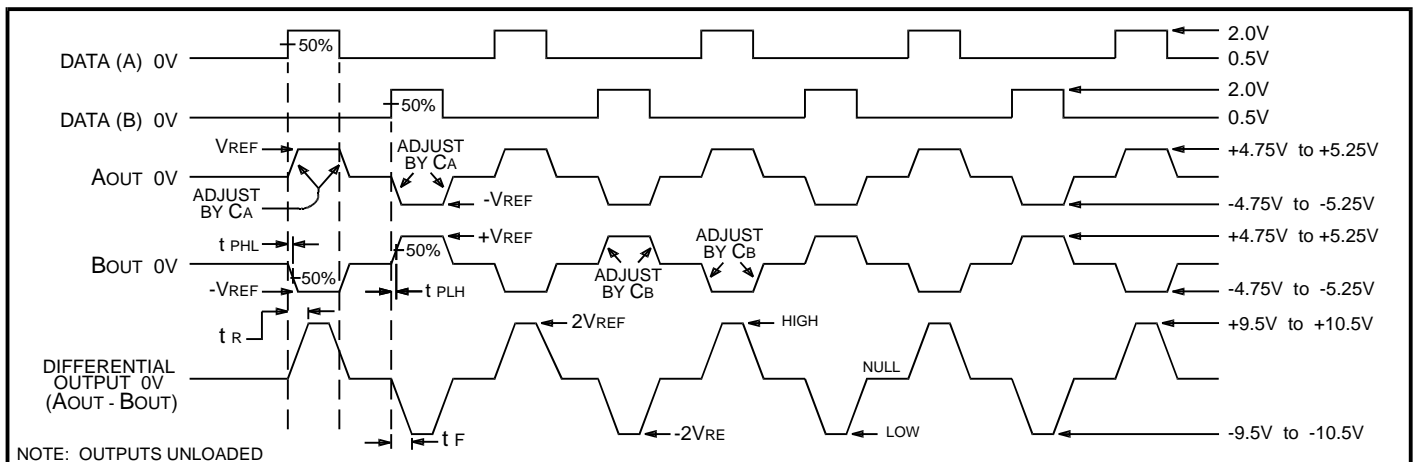 50%
2.0V
DATA (A) 0V
0.5V
50%
2.0V
DATA (B) 0V
0.5V
VREF
ADJUST
BY CA
+4.75V to +5.25V
AOUT 0V
ADJUST
BY CA
-VREF
-4.75V to -5.25V
t PHL
+VREF
50%
ADJUST
BY CB
+4.75V to +5.25V
BOUT 0V
50%
ADJUST
BY CB
-VREF
t PLH
-4.75V to -5.25V
t R
2VREF
HIGH
+9.5V to +10.5V
DIFFERENTIAL
OUTPUT 0V
(AOUT - BOUT)
NULL
t F
-2VRE
LOW
-9.5V to -10.5V
NOTE: OUTPUTS UNLOADED